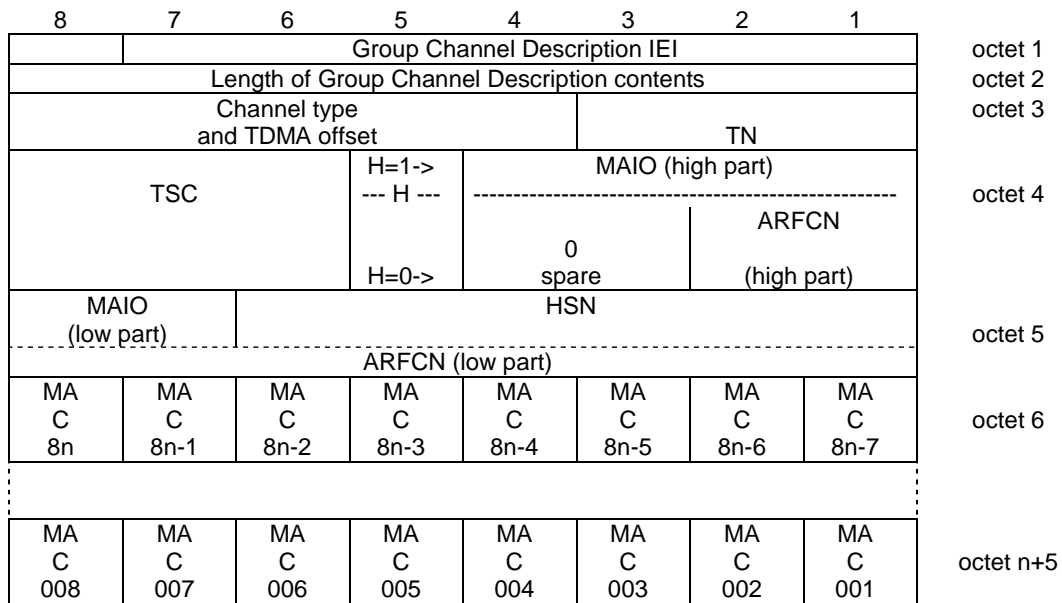 8 7 6 5 4 3 2 1
Group Channel Description IEI octet 1
Length of Group Channel Description contents octet 2
Channel type octet 3
and TDMA offset TN
H=1-> MAIO (high part)
TSC --- H --- ---------------------------------------------------- octet 4
ARFCN
0
H=0-> spare (high part)
MAIO HSN
(low part) octet 5
ARFCN (low part)
MA MA MA MA MA MA MA MA
C C C C C C C C octet 6
8n 8n-1 8n-2 8n-3 8n-4 8n-5 8n-6 8n-7
MA MA MA MA MA MA MA MA
C C C C C C C C octet n+5
008 007 006 005 004 003 002 001